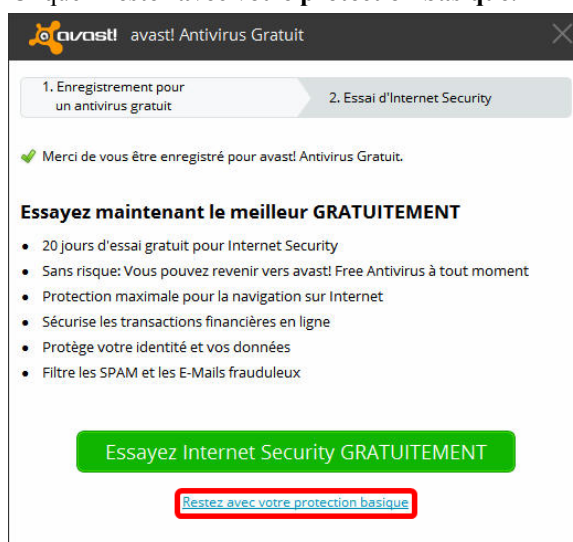 avast! avast! Antivirus Gratuit
1. Enregistrement pour
un antivirus gratuit
2. Essai d'Internet Security
Merci de vous être enregistré pour avast! Antivirus Gratuit.
Essayez maintenant le meilleur GRATUITEMENT
• 20 jours d'essai gratuit pour Internet Security
• Sans risque: Vous pouvez revenir vers avast! Free Antivirus à tout moment
• Protection maximale pour la navigation sur Internet
• Sécurise les transactions financières en ligne
• Protège votre identité et vos données
• Filtre les SPAM et les E-Mails frauduleux
Essayez Internet Security GRATUITEMENT
Restez avec votre protection basique